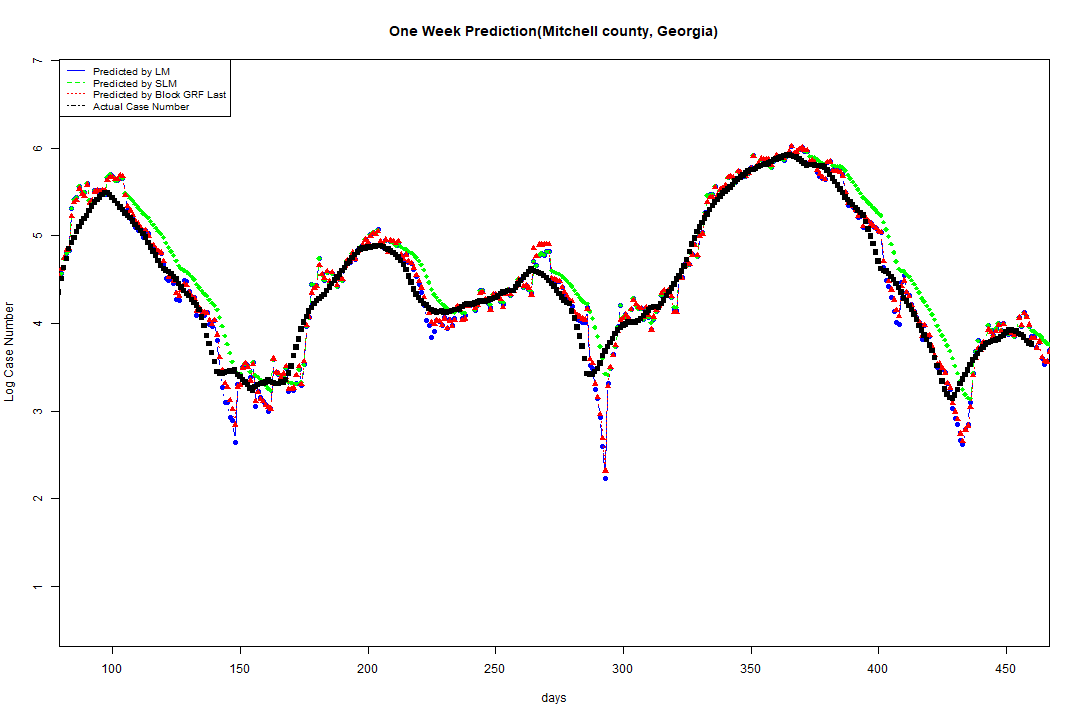 One Week Prediction(Mitchell county, Georgia)
Predicted by LM
Predicted by SLM
Predicted by Block GRF Last
Actual Case Number
7
6
5
4
3
2
1
Log Case Number
100 150 200 250 300 350 400 450
days